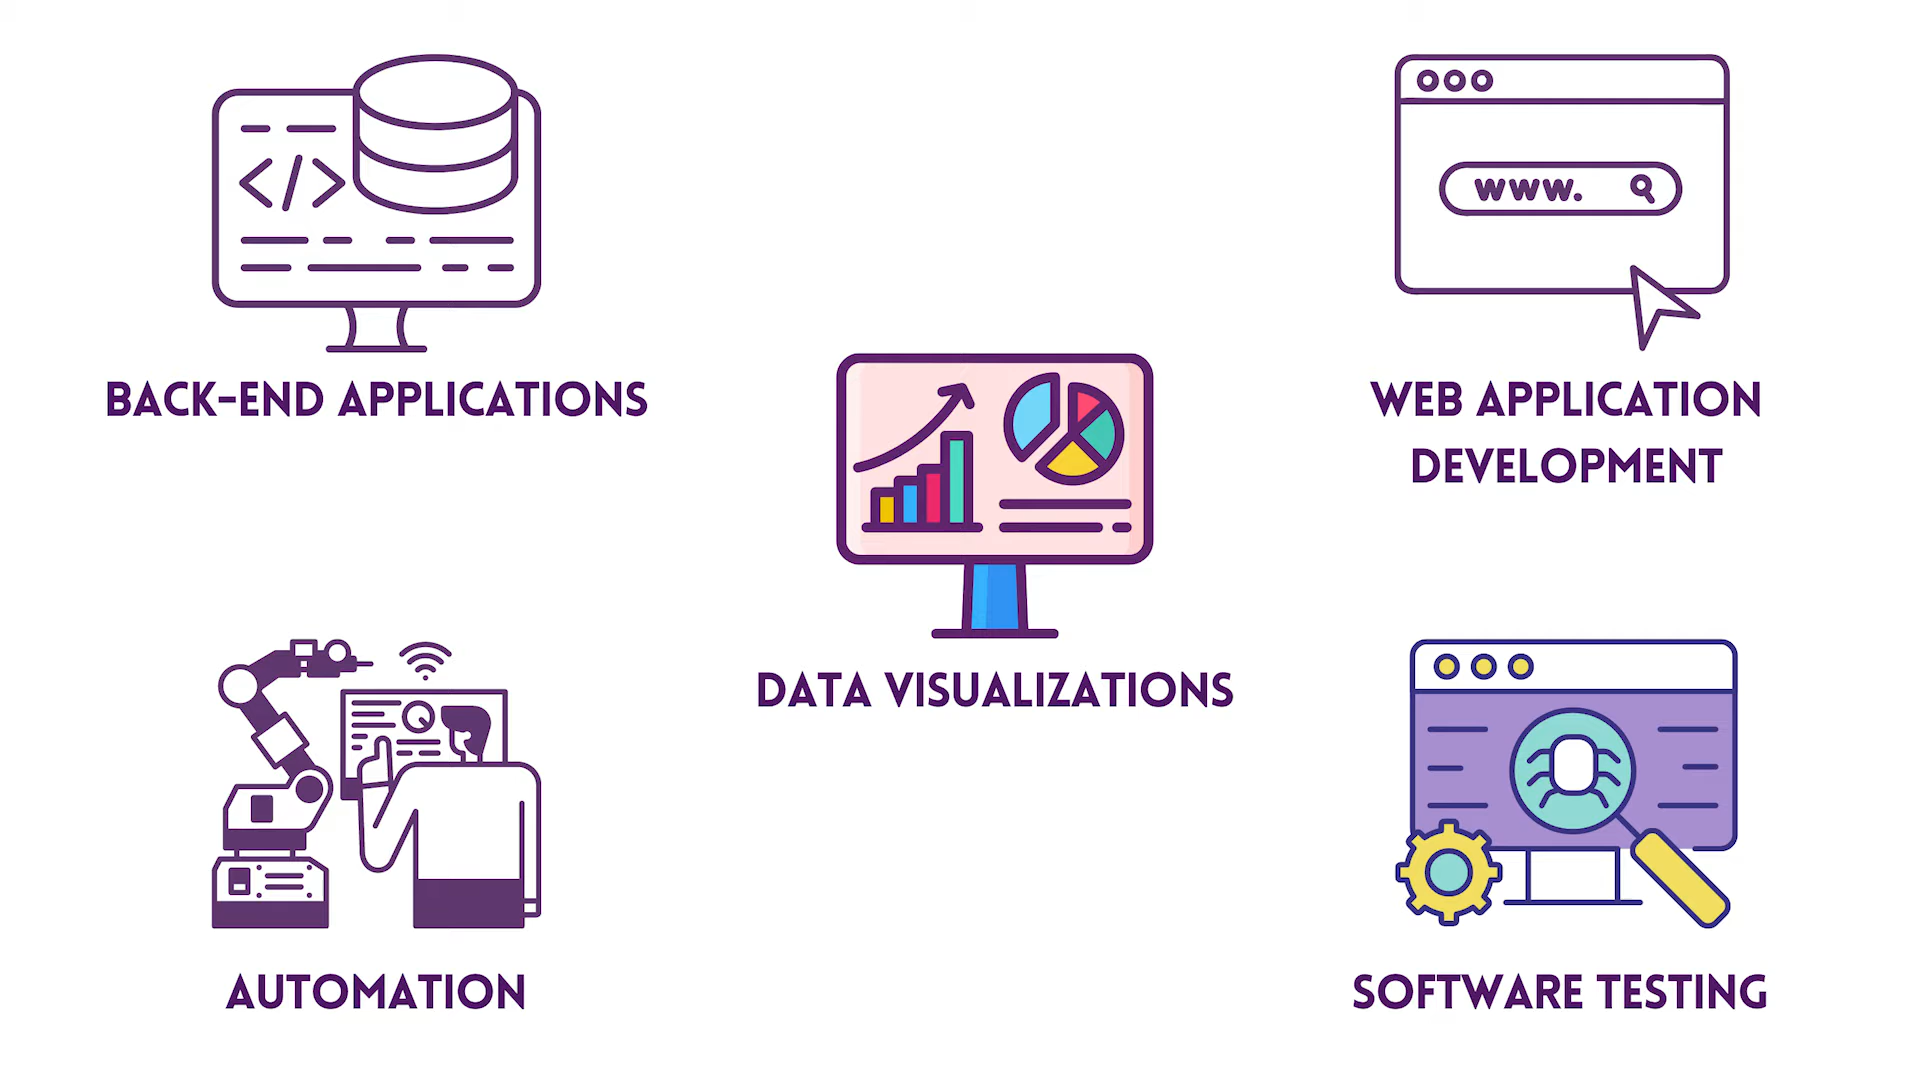 www.
BACK-END APPLICATIONS
WEB APPLICATION
DEVELOPMENT
DATA VISUALIZATIONS
AUTOMATION
SOFTWARE TESTING